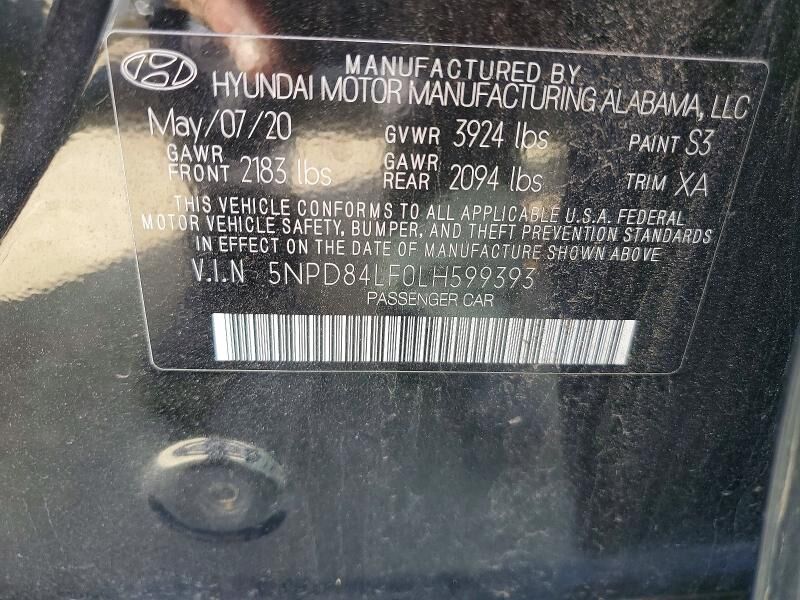 MANUFACTURED BY
HYUNDAI MOTOR MANUFACTURING ALABAMA, LLC
May/07/20 GVWR 3924 lbs PAINT S3
GAWR FRONT 2183 lbs GAWR REAR 2094 lbs TRIM XA
THIS VEHICLE CONFORMS TO ALL APPLICABLE U.S.A. FEDERAL
MOTOR VEHICLE SAFETY, BUMPER, AND THEFT PREVENTION STANDARDS
IN EFFECT ON THE DATE OF MANUFACTURE SHOWN ABOVE
V.I.N 5NPD84LF0LH599393
PASSENGER CAR